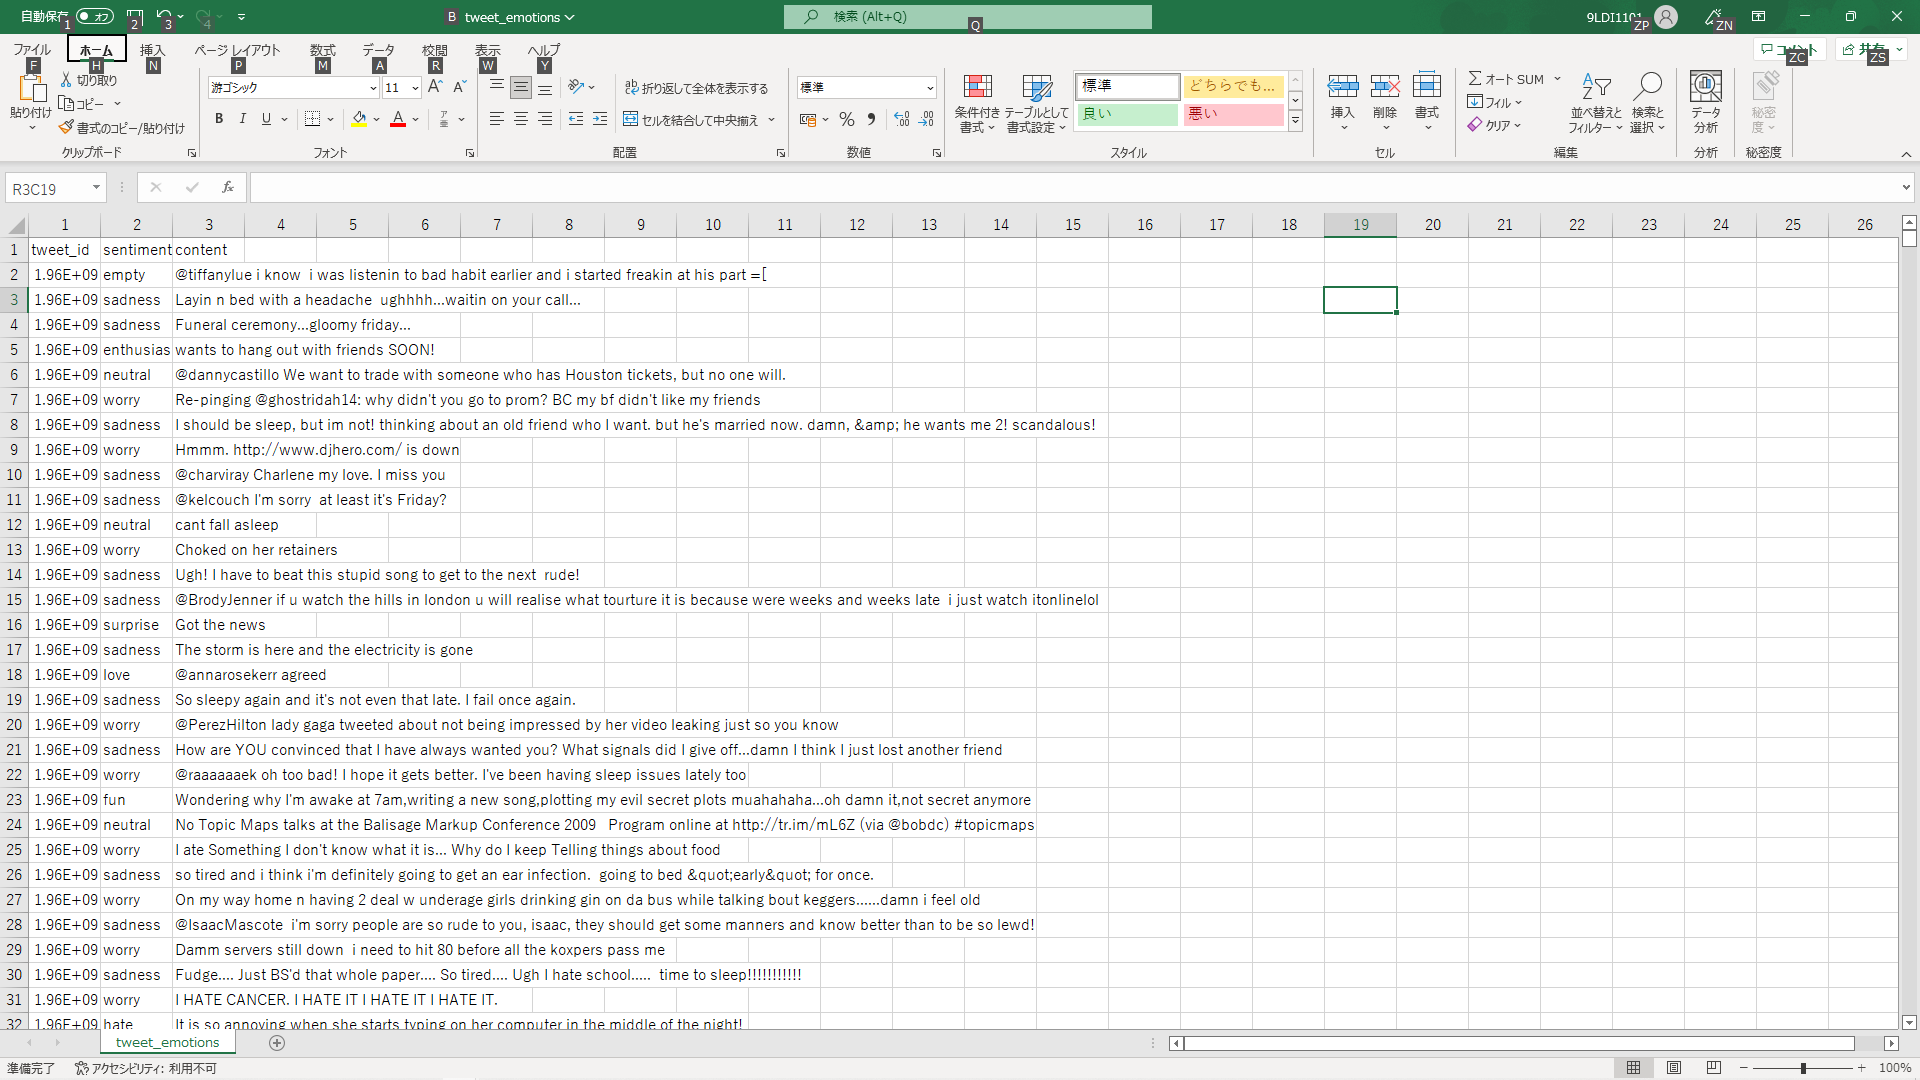 自動保存 オフ
1 2 3 4
B tweet_emotions
検索 (Alt+Q)
Q
9LDI1101
ZP ZN
ファイル ホーム 挿入 ページ レイアウト 数式 データ 校閲 表示 ヘルプ コメント 共有
F H N P M A R W Y ZC ZS
貼り付け
切り取り
コピー
書式のコピー/貼り付け
クリップボード
游ゴシック 11
B I U
フォント
折り返して全体を表示する
セルを結合して中央揃え
配置
標準
数値
条件付き書式
テーブルとして書式設定
標準 どちらでも...
良い 悪い
スタイル
挿入 削除 書式
セル
オート SUM
フィル
クリア
並べ替えとフィルター
検索と選択
編集
データ分析
分析
秘密度
秘密度
R3C19
fx
1 2 3 4 5 6 7 8 9 10 11 12 13 14 15 16 17 18 19 20 21 22 23 24 25 26
1 tweet_id sentiment content
2 1.96E+09 empty @tiffanylue i know  i was listenin to bad habit earlier and i started freakin at his part =[
3 1.96E+09 sadness Layin n bed with a headache  ughhhh...waitin on your call...
4 1.96E+09 sadness Funeral ceremony...gloomy friday...
5 1.96E+09 enthusias wants to hang out with friends SOON!
6 1.96E+09 neutral @dannycastillo We want to trade with someone who has Houston tickets, but no one will.
7 1.96E+09 worry Re-pinging @ghostridah14: why didn't you go to prom? BC my bf didn't like my friends
8 1.96E+09 sadness I should be sleep, but im not! thinking about an old friend who I want. but he's married now. damn, &amp; he wants me 2! scandalous!
9 1.96E+09 worry Hmmm. http://www.djhero.com/ is down
10 1.96E+09 sadness @charviray Charlene my love. I miss you
11 1.96E+09 sadness @kelcouch I'm sorry  at least it's Friday?
12 1.96E+09 neutral cant fall asleep
13 1.96E+09 worry Choked on her retainers
14 1.96E+09 sadness Ugh! I have to beat this stupid song to get to the next  rude!
15 1.96E+09 sadness @BrodyJenner if u watch the hills in london u will realise what tourture it is because were weeks and weeks late  i just watch itonlinelol
16 1.96E+09 surprise Got the news
17 1.96E+09 sadness The storm is here and the electricity is gone
18 1.96E+09 love @annarosekerr agreed
19 1.96E+09 sadness So sleepy again and it's not even that late. I fail once again.
20 1.96E+09 worry @PerezHilton lady gaga tweeted about not being impressed by her video leaking just so you know
21 1.96E+09 sadness How are YOU convinced that I have always wanted you? What signals did I give off...damn I think I just lost another friend
22 1.96E+09 worry @raaaaaaek oh too bad! I hope it gets better. I've been having sleep issues lately too
23 1.96E+09 fun Wondering why I'm awake at 7am,writing a new song,plotting my evil secret plots muahahaha...oh damn it,not secret anymore
24 1.96E+09 neutral No Topic Maps talks at the Balisage Markup Conference 2009   Program online at http://tr.im/mL6Z (via @bobdc) #topicmaps
25 1.96E+09 worry I ate Something I don't know what it is... Why do I keep Telling things about food
26 1.96E+09 sadness so tired and i think i'm definitely going to get an ear infection.  going to bed &quot;early&quot; for once.
27 1.96E+09 worry On my way home n having 2 deal w underage girls drinking gin on da bus while talking bout keggers......damn i feel old
28 1.96E+09 sadness @IsaacMascote  i'm sorry people are so rude to you, isaac, they should get some manners and know better than to be so lewd!
29 1.96E+09 worry Damm servers still down  i need to hit 80 before all the koxpers pass me
30 1.96E+09 sadness Fudge.... Just BS'd that whole paper.... So tired.... Ugh I hate school.....  time to sleep!!!!!!!!!!!
31 1.96E+09 worry I HATE CANCER. I HATE IT I HATE IT I HATE IT.
32 1.96E+09 hate It is so annoying when she starts typing on her computer in the middle of the night!
tweet_emotions
準備完了 アクセシビリティ: 利用不可 100%